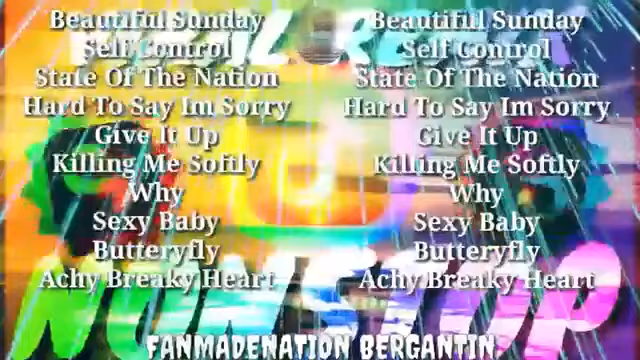 Beautiful Sunday Beautiful Sunday
Self Control Self Control
State Of The Nation State Of The Nation
Hard To Say Im Sorry Hard To Say Im Sorry
Give It Up Give It Up
Killing Me Softly Killing Me Softly
Why Why
Sexy Baby Sexy Baby
Butteryfly Butteryfly
Achy Breaky Heart Achy Breaky Heart
NONSTOP
FANMADENATION BERGANTIN